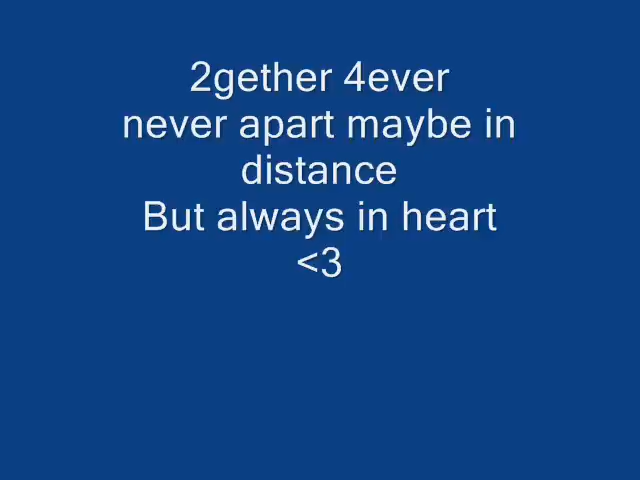 2gether 4ever
never apart maybe in
distance
But always in heart
<3